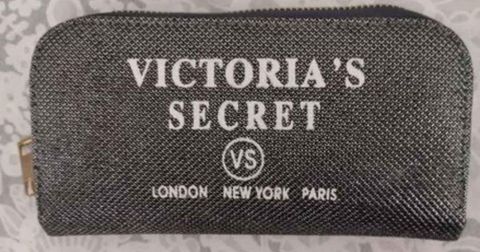 VICTORIA'S
SECRET
VS
LONDON NEW YORK PARIS